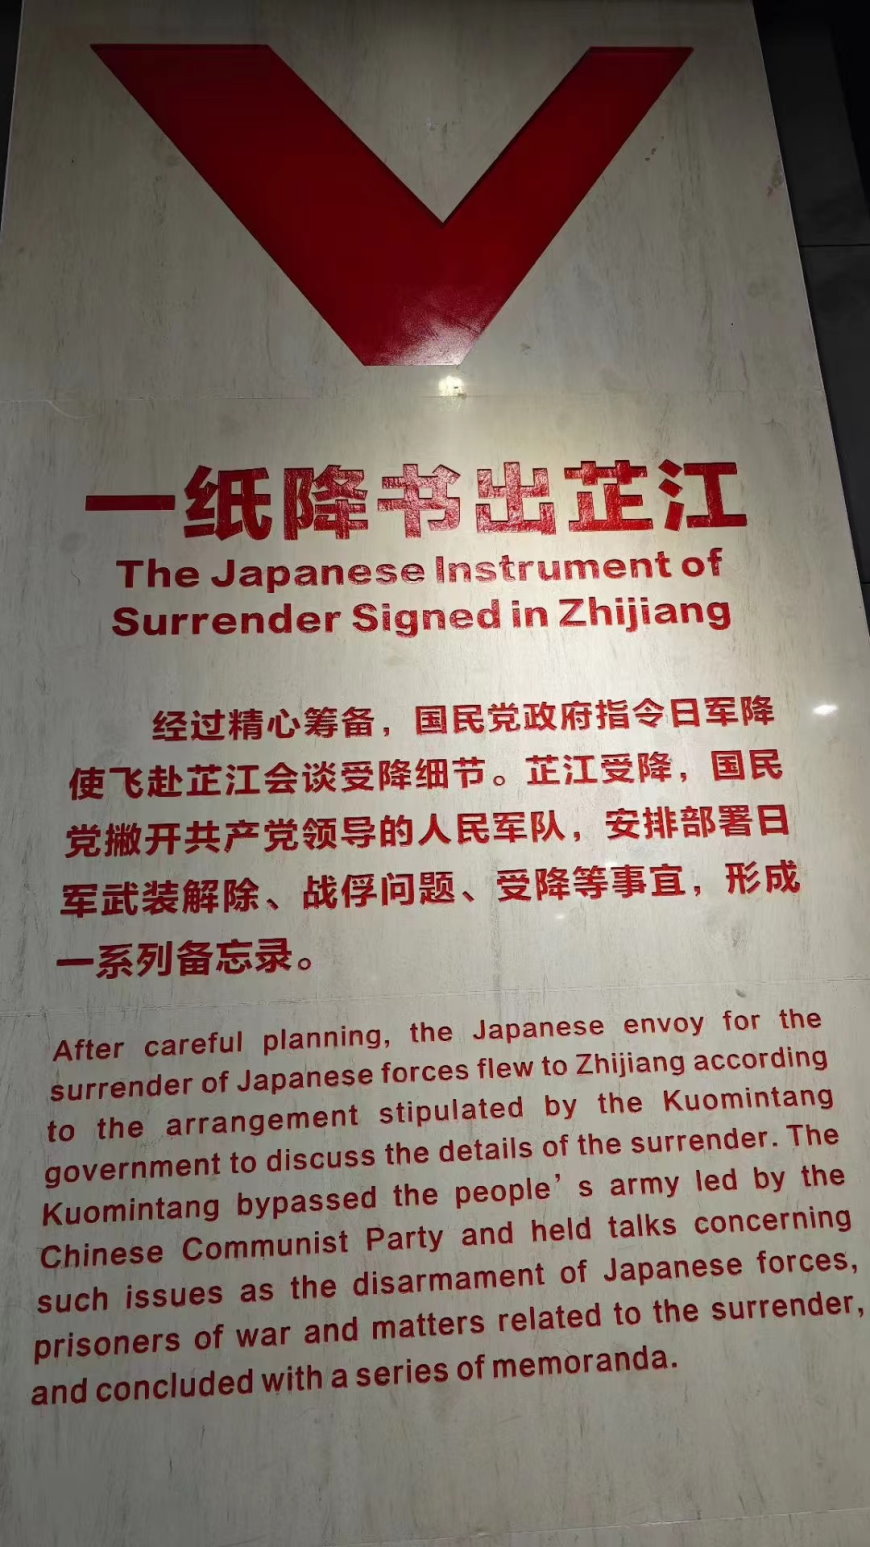 一纸降书出芷江
The Japanese Instrument of
Surrender Signed in Zhijiang
经过精心筹备，国民党政府指令日军降
使飞赴芷江会谈受降细节。芷江受降，国民
党撇开共产党领导的人民军队，安排部署日
军武装解除、战俘问题、受降等事宜，形成
一系列备忘录。
After careful planning, the Japanese envoy for the
surrender of Japanese forces flew to Zhijiang according
to the arrangement stipulated by the Kuomintang
government to discuss the details of the surrender. The
Kuomintang bypassed the people’s army led by the
Chinese Communist Party and held talks concerning
such issues as the disarmament of Japanese forces,
prisoners of war and matters related to the surrender,
and concluded with a series of memoranda.